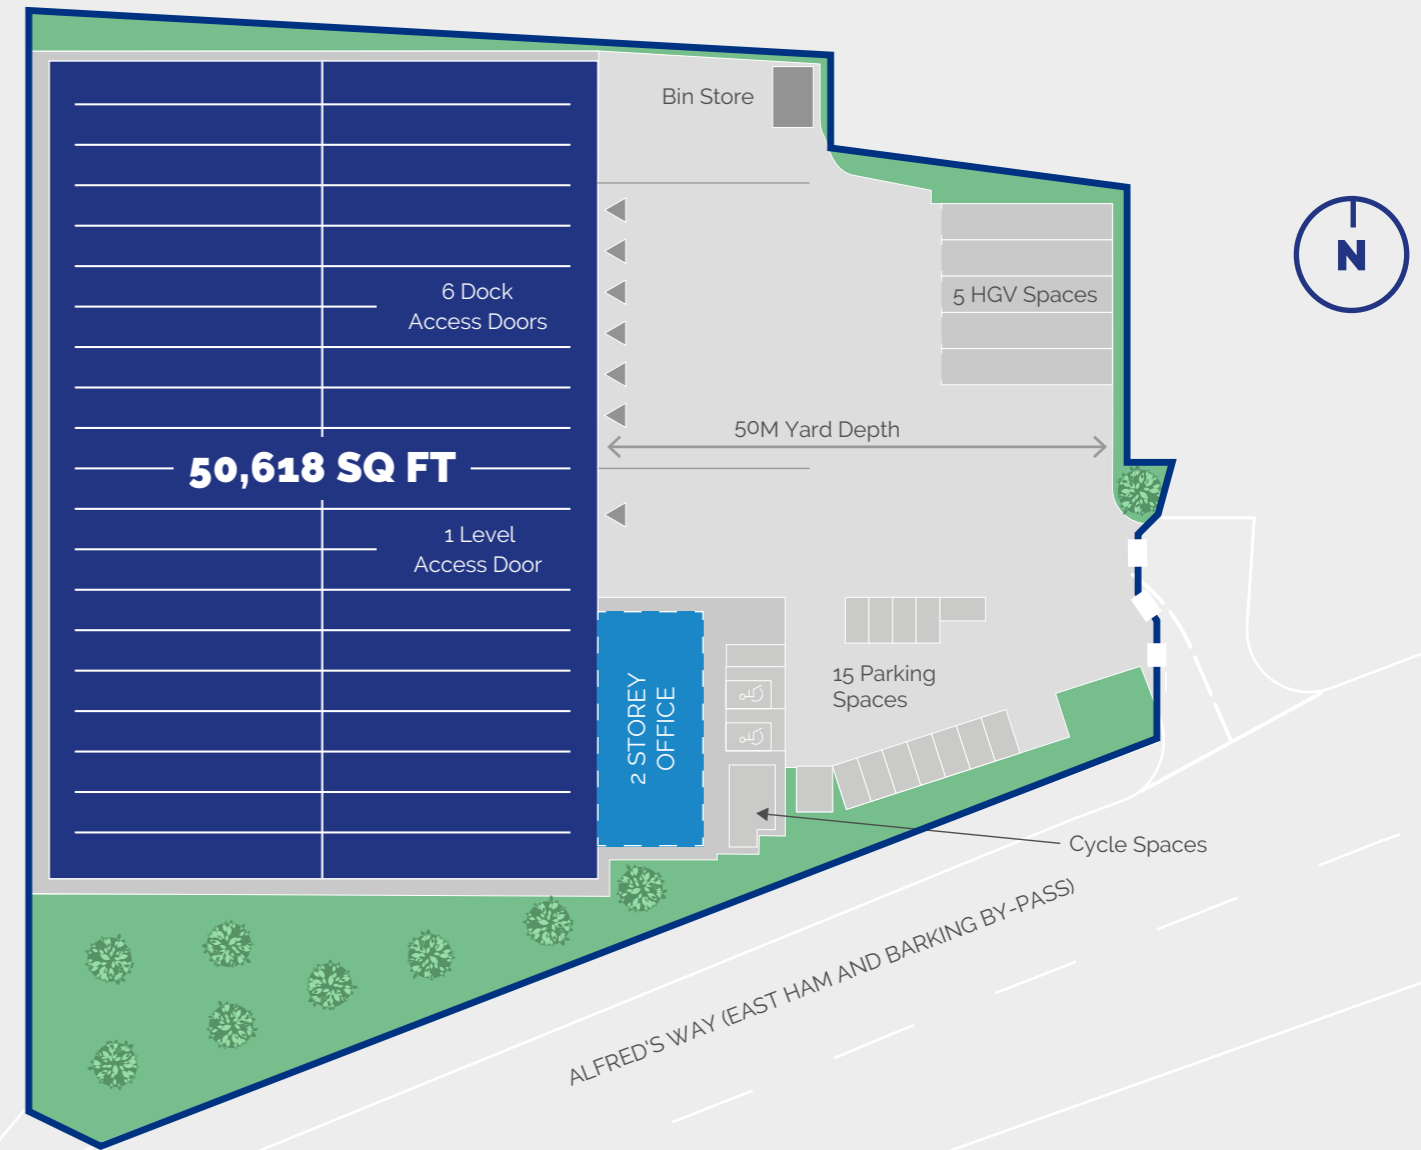 Bin Store
N
6 Dock
Access Doors
5 HGV Spaces
50M Yard Depth
50,618 SQ FT
1 Level
Access Door
2 STOREY
OFFICE
15 Parking
Spaces
Cycle Spaces
ALFRED'S WAY (EAST HAM AND BARKING BY-PASS)